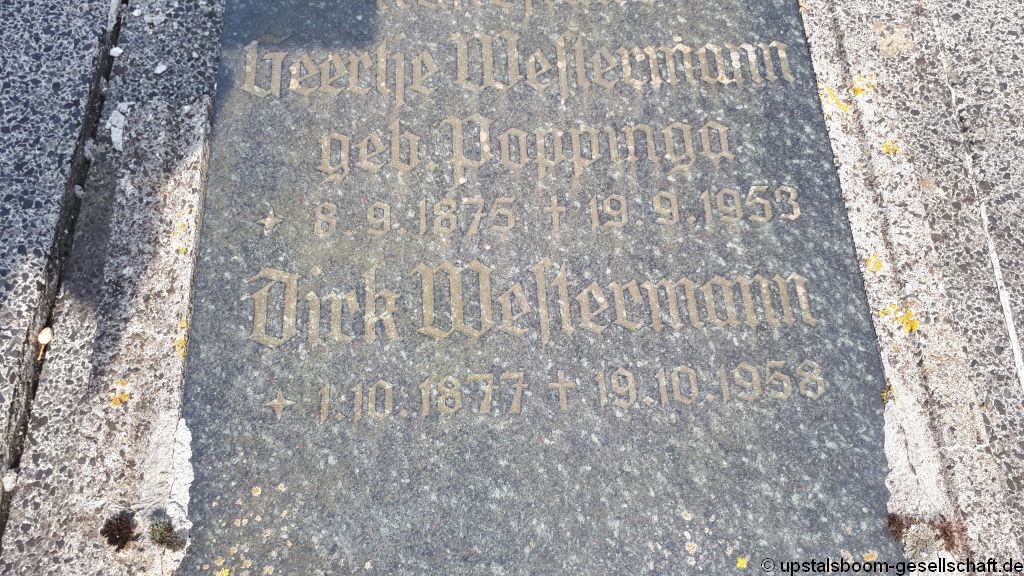 Geerthe Westermann
geb. Poppinga
+ 8.9.1875 † 19.9.1953
Dirk Westermann
+ 1.10.1877 † 19.10.1958
© upstalsboom-gesellschaft.de